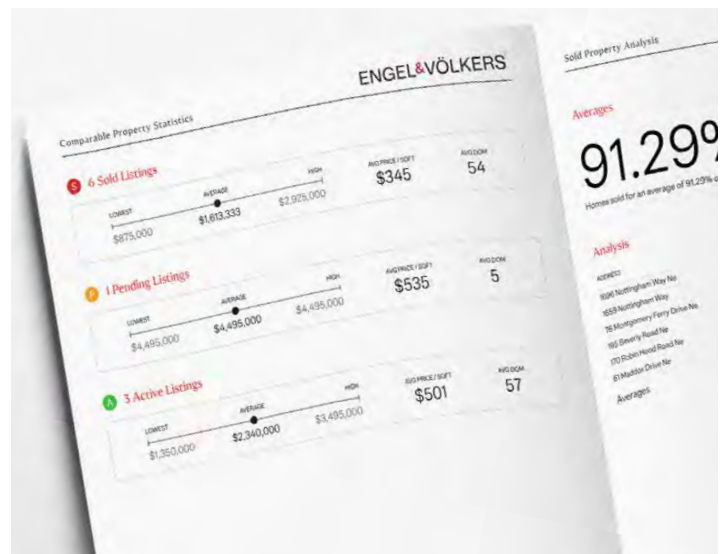 ENGEL&VÖLKERS
Comparable Property Statistics
S 6 Sold Listings
LOWEST AVERAGE HIGH AVG PRICE / SQFT AVG DOM
$875,000 $1,613,333 $2,925,000 $345 54
P 1 Pending Listings
LOWEST AVERAGE HIGH AVG PRICE / SQFT AVG DOM
$4,495,000 $4,495,000 $4,495,000 $535 5
A 3 Active Listings
LOWEST AVERAGE HIGH AVG PRICE / SQFT AVG DOM
$1,350,000 $2,340,000 $3,495,000 $501 57
Sold Property Analysis
Averages
91.29%
Homes sold for an average of 91.29% o
Analysis
ADDRESS
1696 Nottingham Way Ne
1659 Nottingham Way
78 Montgomery Ferry Drive Ne
195 Beverly Road Ne
170 Robin Hood Road Ne
61 Maddox Drive Ne
Averages